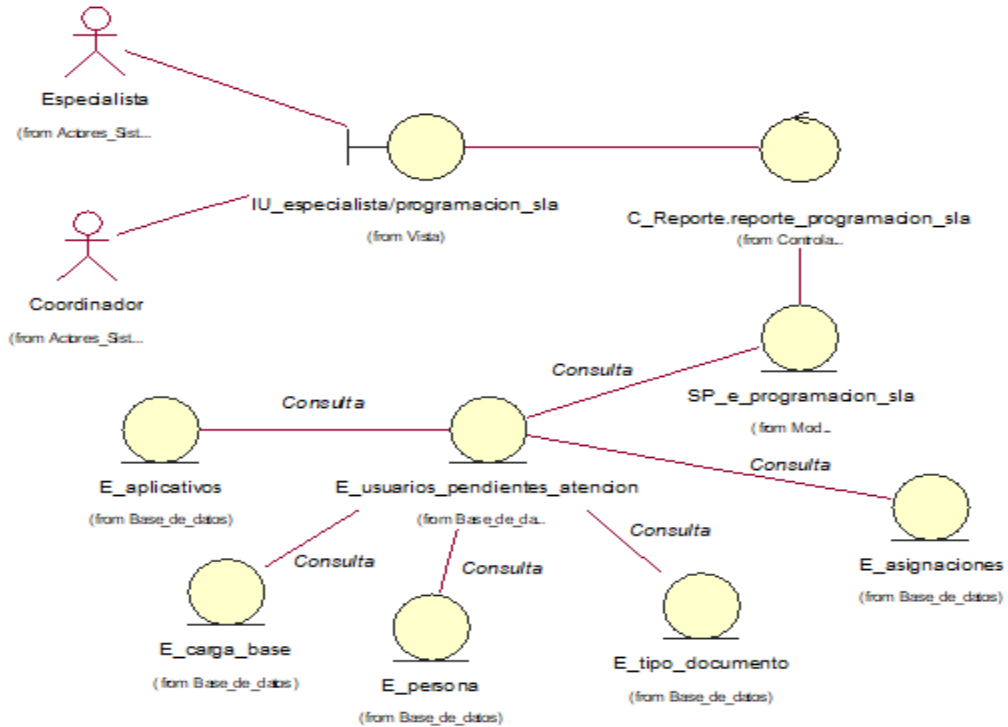 Especialista
(from Actores_Sist...
IU_especialista/programacion_sla
(from Vista)
C_Reporte.reporte_programacion_sla
(from Controla...
Coordinador
(from Actores_Sist...
Consulta
SP_e_programacion_sla
(from Mod...
Consulta
E_aplicativos
(from Base_de_datos)
E_usuarios_pendientes_atencion
(from Base_de_da...
Consulta
E_asignaciones
(from Base_de_datos)
Consulta
E_carga_base
(from Base_de_datos)
Consulta
E_persona
(from Base_de_datos)
Consulta
E_tipo_documento
(from Base_de_datos)